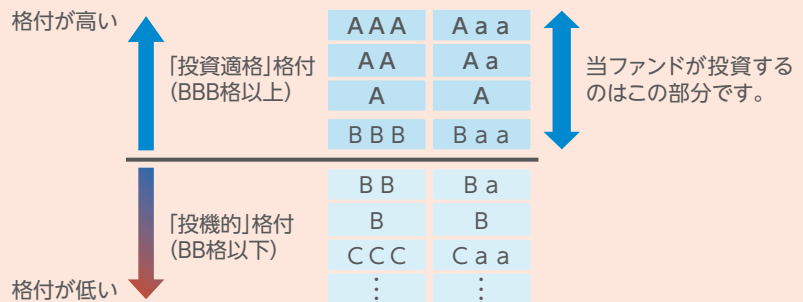 格付が高い
AAA Aaa
「投資適格」格付
(BBB格以上)
AA Aa
A A
BBB Baa
当ファンドが投資する
のはこの部分です。
BB Ba
「投機的」格付
(BB格以下)
B B
CCC Caa
⋮ ⋮
格付が低い